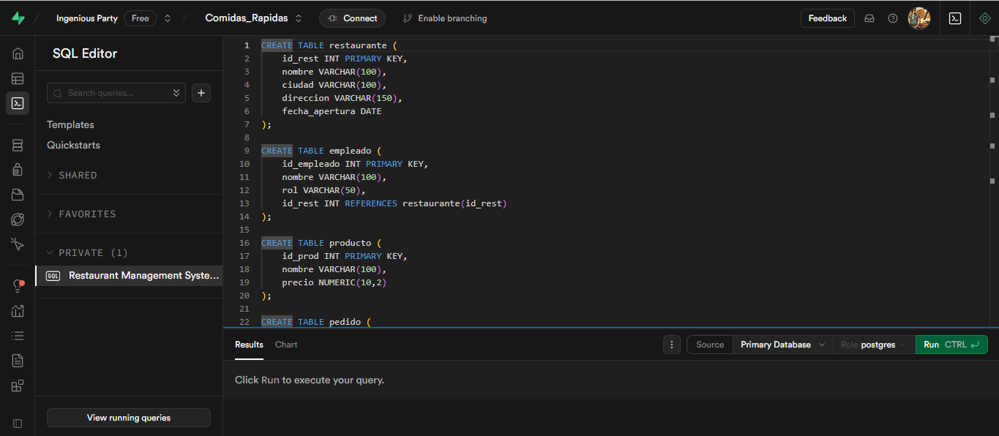 Ingenious Party Free Comidas_Rapidas Connect Enable branching Feedback
SQL Editor
Search queries...
Templates
Quickstarts
SHARED
FAVORITES
PRIVATE (1)
SQL Restaurant Management Syste...
View running queries
1 CREATE TABLE restaurante (
2 id_rest INT PRIMARY KEY,
3 nombre VARCHAR(100),
4 ciudad VARCHAR(100),
5 direccion VARCHAR(150),
6 fecha_apertura DATE
7 );
8
9 CREATE TABLE empleado (
10 id_empleado INT PRIMARY KEY,
11 nombre VARCHAR(100),
12 rol VARCHAR(50),
13 id_rest INT REFERENCES restaurante(id_rest)
14 );
15
16 CREATE TABLE producto (
17 id_prod INT PRIMARY KEY,
18 nombre VARCHAR(100),
19 precio NUMERIC(10,2)
20 );
21
22 CREATE TABLE pedido (
Results Chart Source Primary Database Role postgres Run CTRL
Click Run to execute your query.